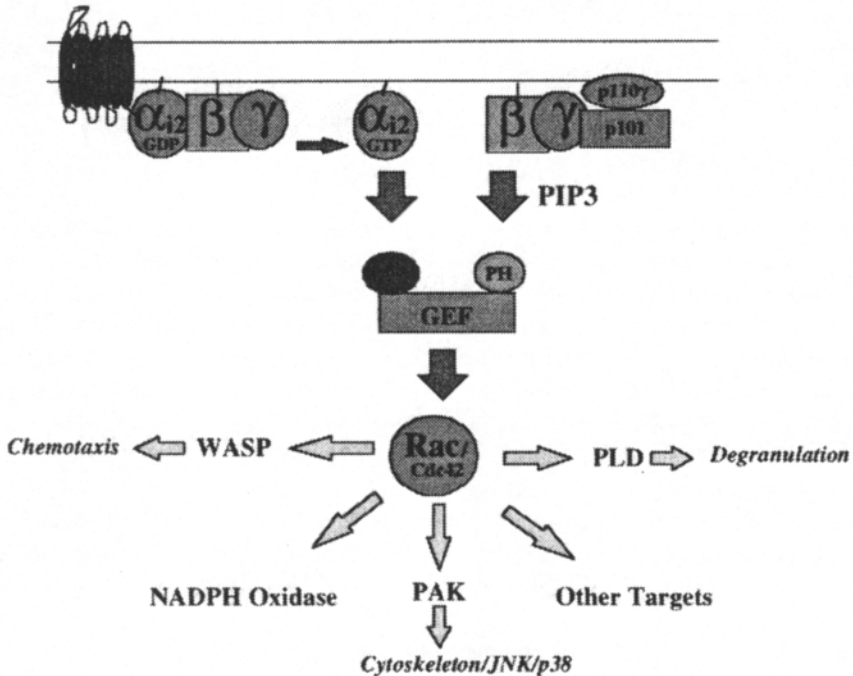 αi2
GDP
β
γ
αi2
GTP
β
γ
p110γ
p101
PIP3
PH
GEF
Chemotaxis
WASP
Rac/
Cdc42
PLD
Degranulation
NADPH Oxidase
PAK
Other Targets
Cytoskeleton/JNK/p38